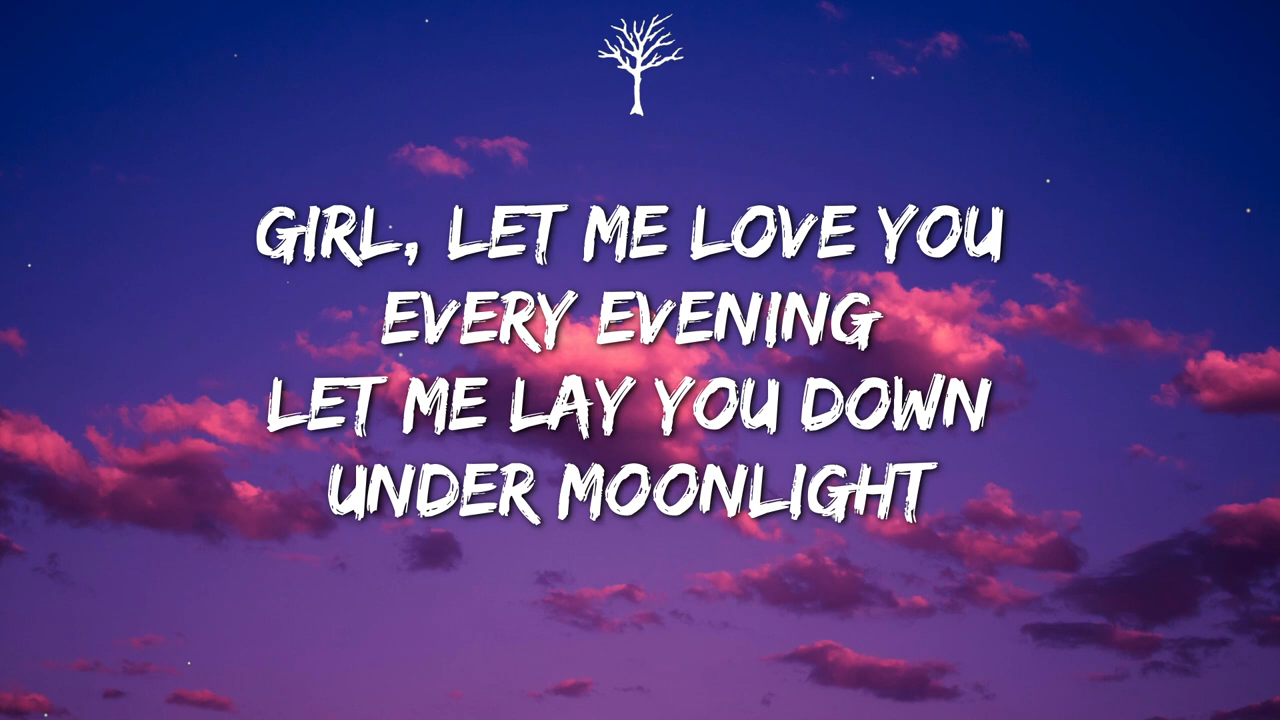 GIRL, LET ME LOVE YOU
EVERY EVENING
LET ME LAY YOU DOWN
UNDER MOONLIGHT